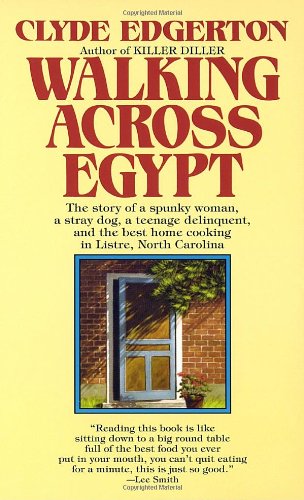 CLYDE EDGERTON
Author of KILLER DILLER
WALKING
ACROSS
EGYPT
The story of a spunky woman,
a stray dog, a teenage delinquent,
and the best home cooking
in Listre, North Carolina
"Reading this book is like
sitting down to a big round table
full of the best food you ever
put in your mouth, you can't quit eating
for a minute, this is just so good."
—Lee Smith